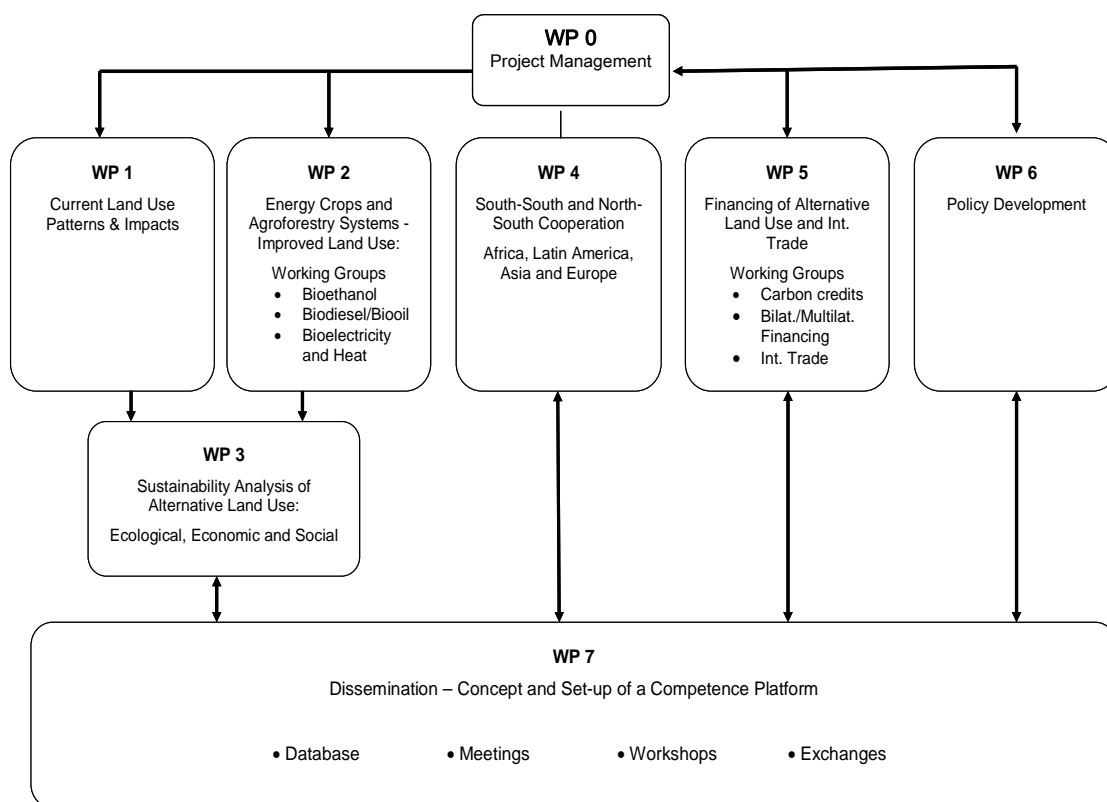 WP 0
Project Management
WP 1
Current Land Use
Patterns & Impacts
WP 2
Energy Crops and
Agroforestry Systems -
Improved Land Use:
Working Groups
• Bioethanol
• Biodiesel/Biooil
• Bioelectricity
and Heat
WP 4
South-South and North-
South Cooperation
Africa, Latin America,
Asia and Europe
WP 5
Financing of Alternative
Land Use and Int.
Trade
Working Groups
• Carbon credits
• Bilat./Multilat.
Financing
• Int. Trade
WP 6
Policy Development
WP 3
Sustainability Analysis of
Alternative Land Use:
Ecological, Economic and Social
WP 7
Dissemination – Concept and Set-up of a Competence Platform
• Database • Meetings • Workshops • Exchanges